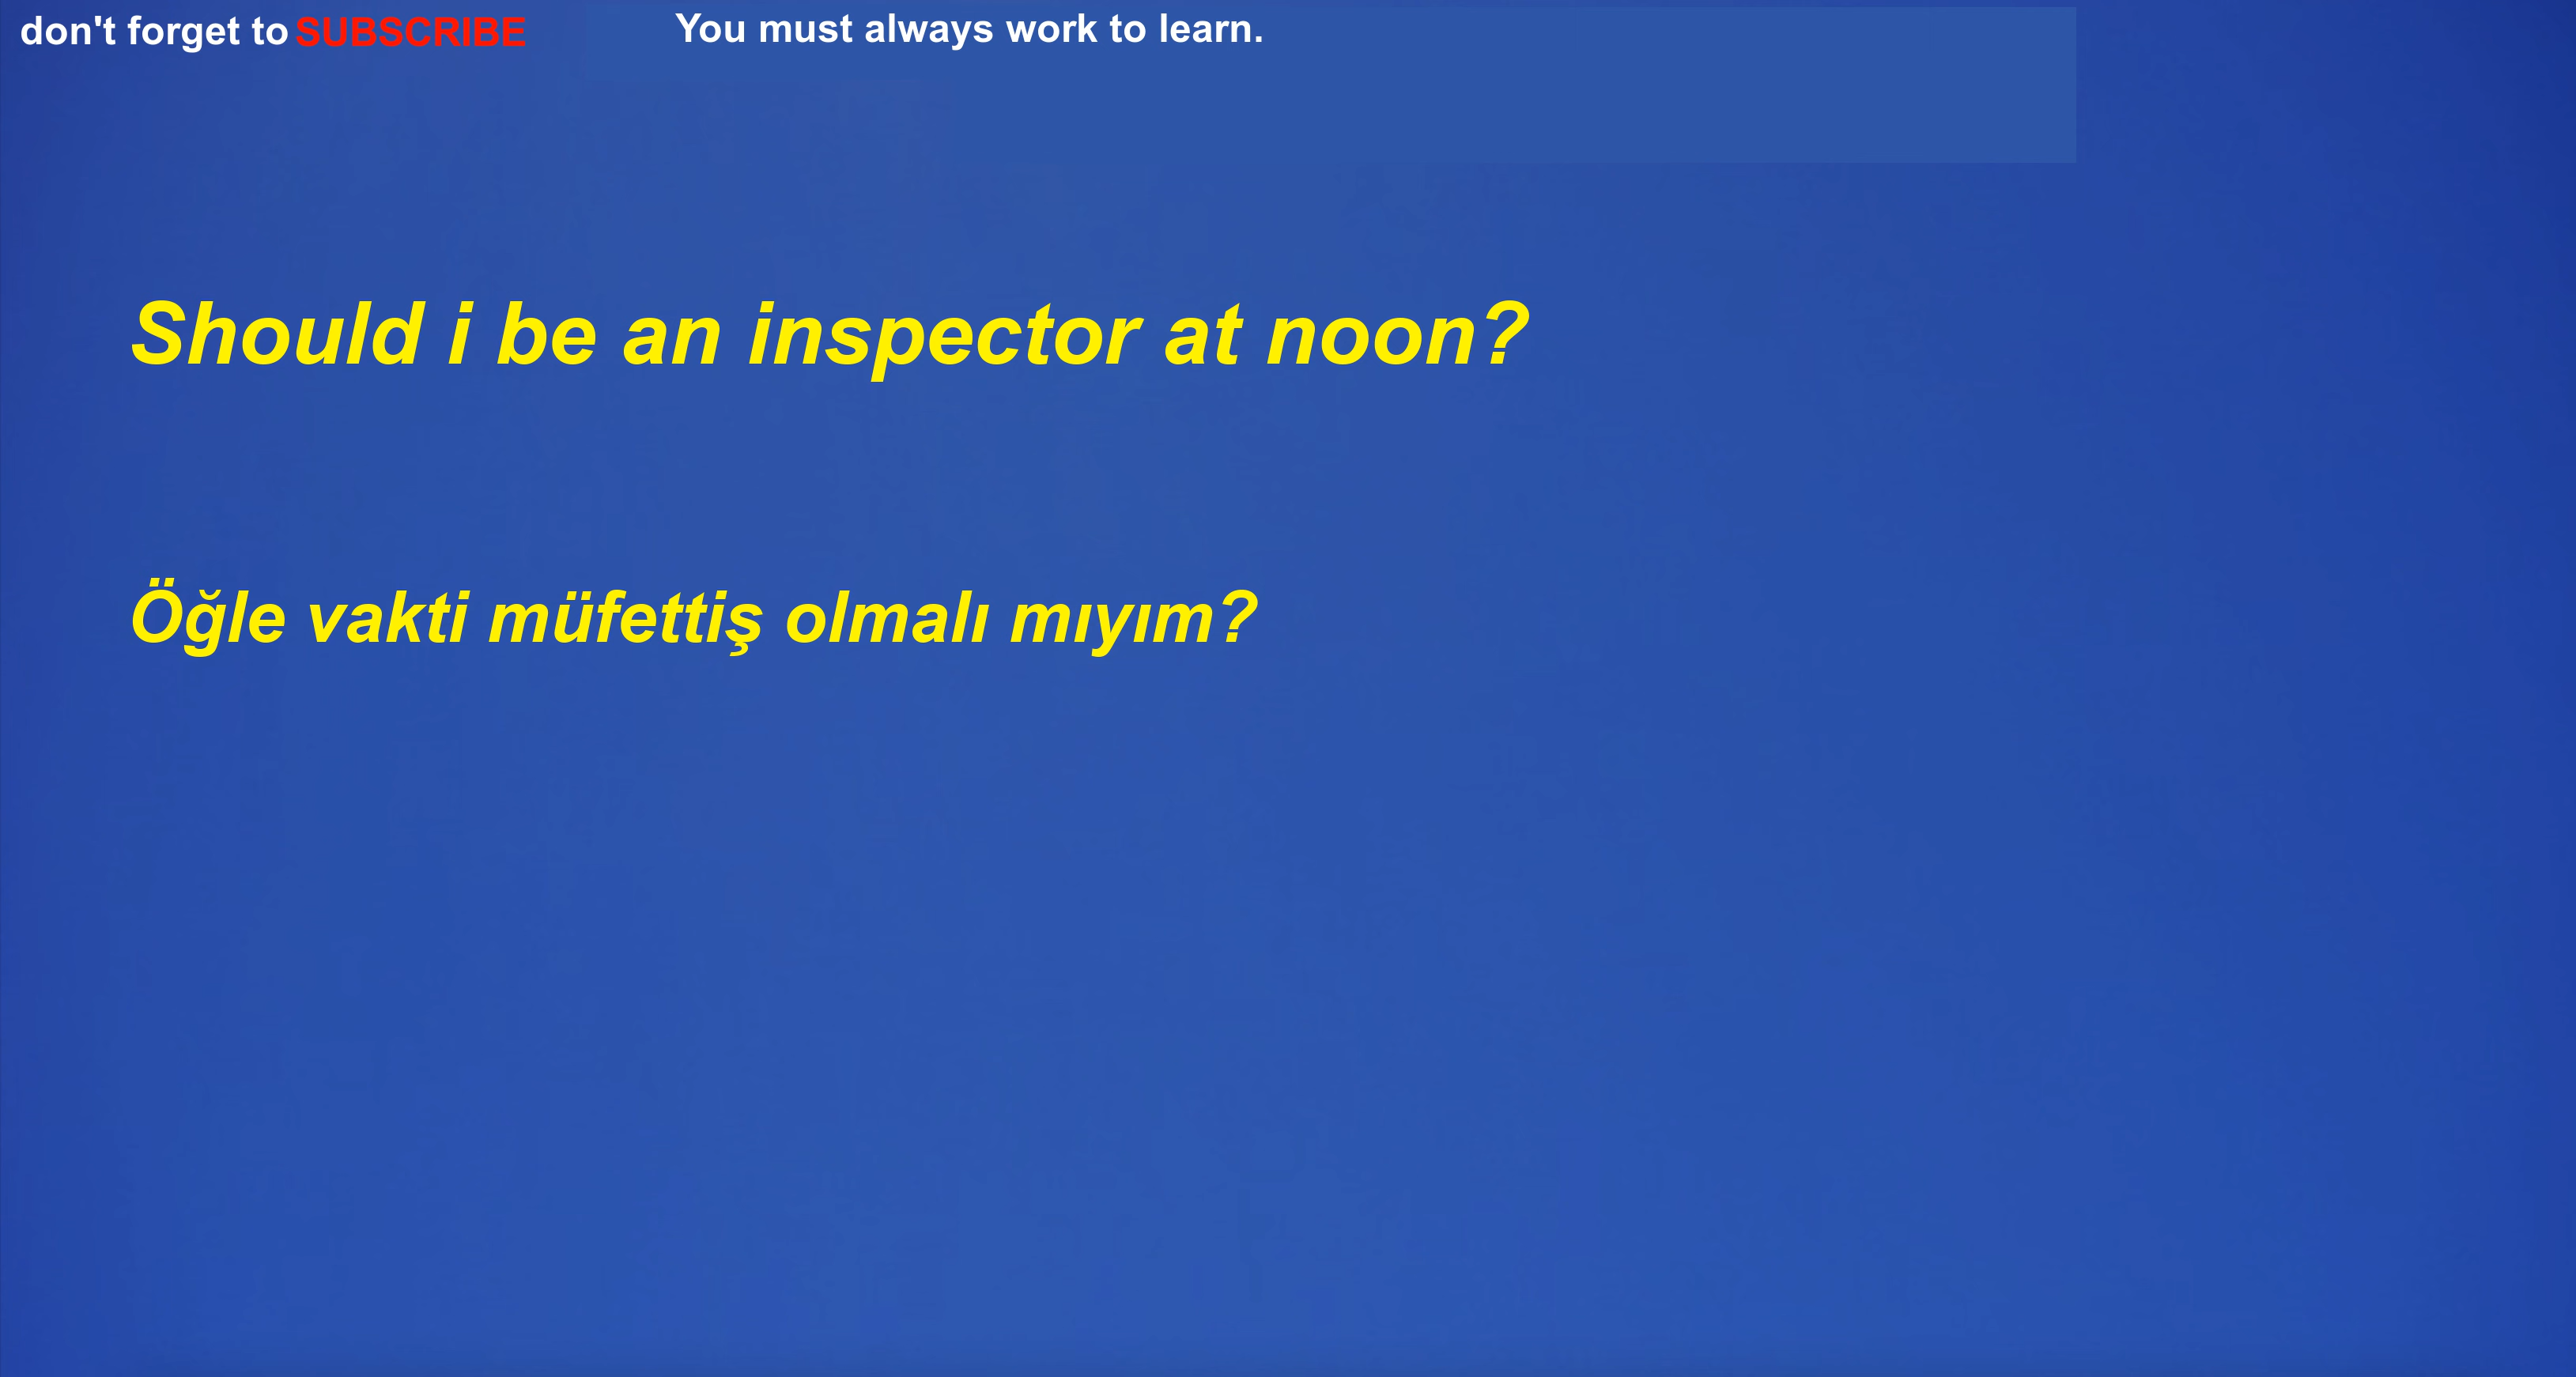 don't forget to SUBSCRIBE You must always work to learn.
Should i be an inspector at noon?
Öğle vakti müfettiş olmalı mıyım?